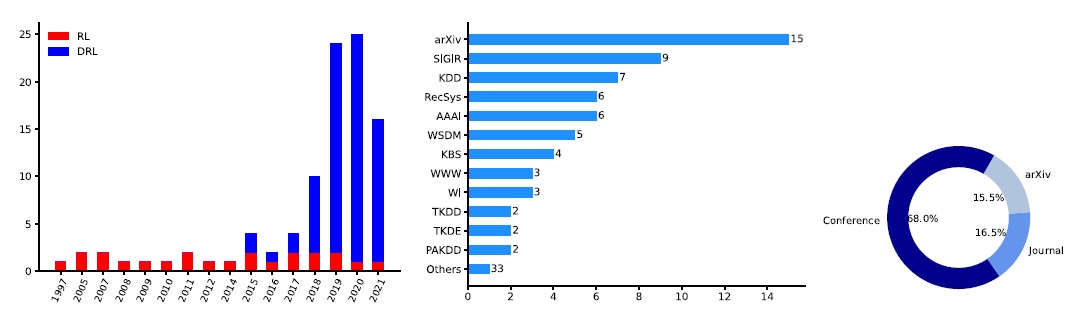 RL
DRL
25
20
15
10
5
0
1997
2005
2007
2008
2009
2010
2011
2012
2014
2015
2016
2017
2018
2019
2020
2021
arXiv 15
SIGIR 9
KDD 7
RecSys 6
AAAI 6
WSDM 5
KBS 4
WWW 3
WI 3
TKDD 2
TKDE 2
PAKDD 2
Others 33
0 2 4 6 8 10 12 14
arXiv
15.5%
Conference 68.0%
16.5%
Journal